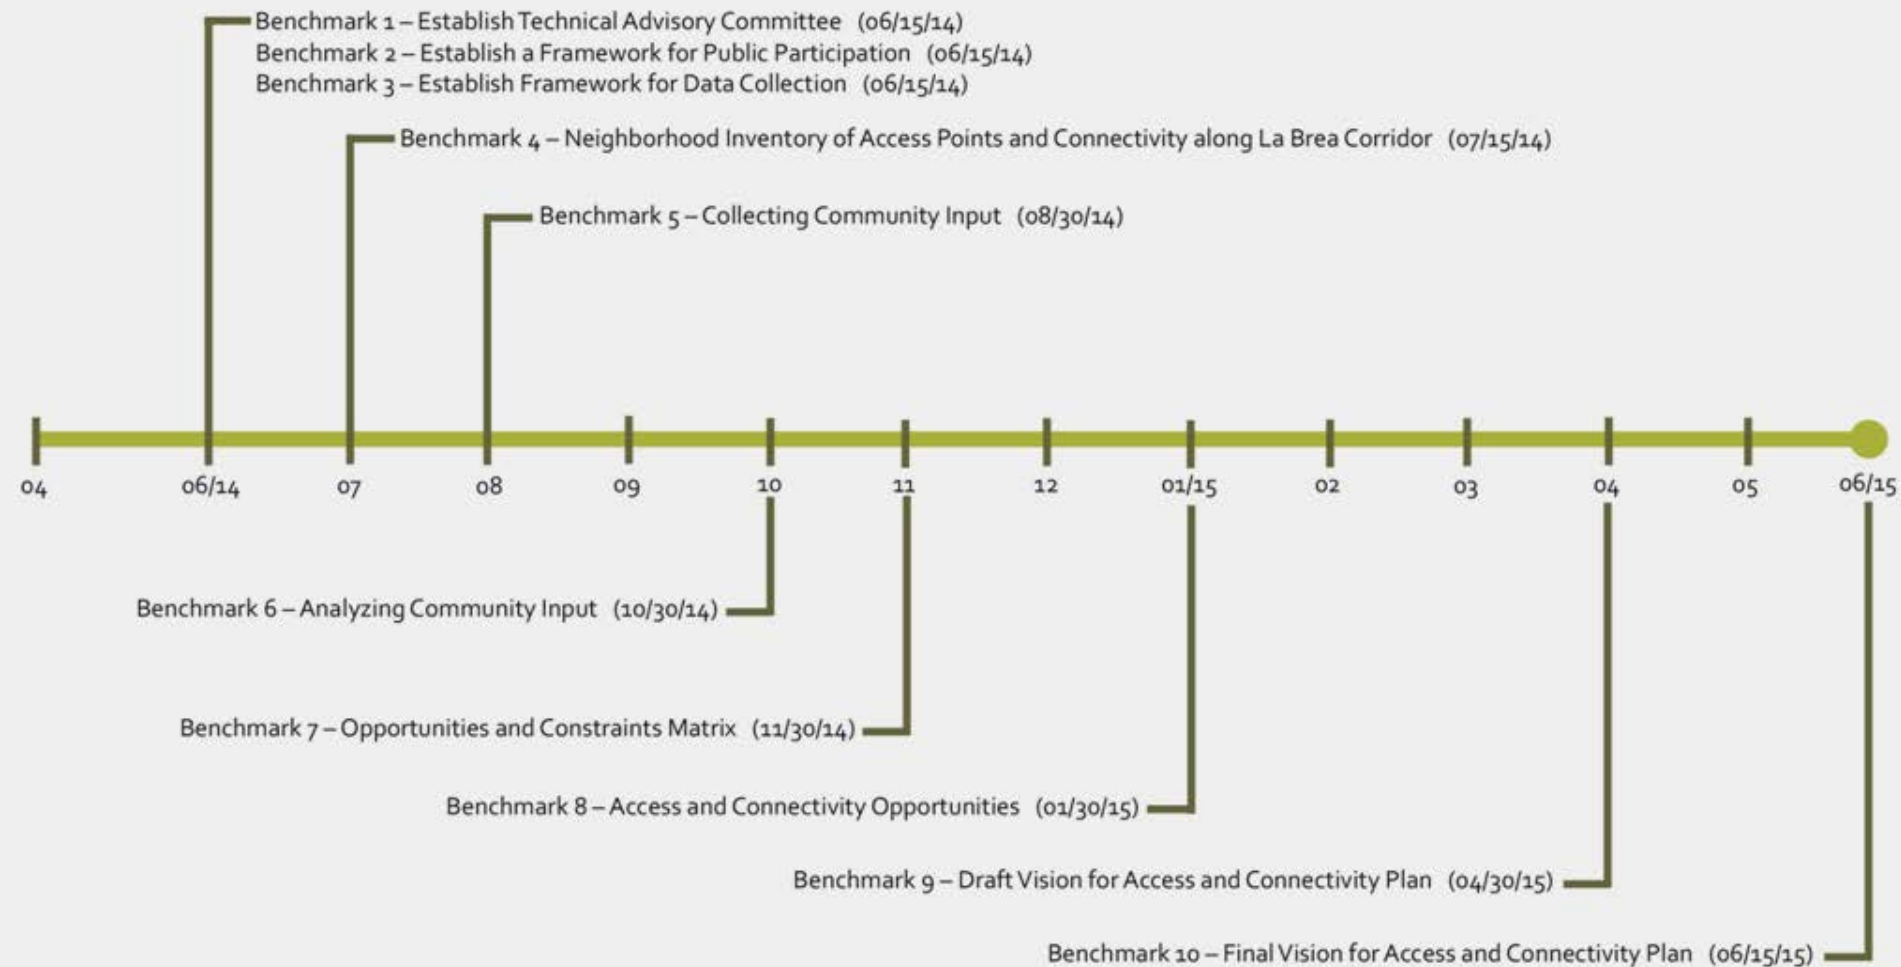 Benchmark 1 – Establish Technical Advisory Committee (06/15/14)
Benchmark 2 – Establish a Framework for Public Participation (06/15/14)
Benchmark 3 – Establish Framework for Data Collection (06/15/14)
Benchmark 4 – Neighborhood Inventory of Access Points and Connectivity along La Brea Corridor (07/15/14)
Benchmark 5 – Collecting Community Input (08/30/14)
04 06/14 07 08 09 10 11 12 01/15 02 03 04 05 06/15
Benchmark 6 – Analyzing Community Input (10/30/14)
Benchmark 7 – Opportunities and Constraints Matrix (11/30/14)
Benchmark 8 – Access and Connectivity Opportunities (01/30/15)
Benchmark 9 – Draft Vision for Access and Connectivity Plan (04/30/15)
Benchmark 10 – Final Vision for Access and Connectivity Plan (06/15/15)